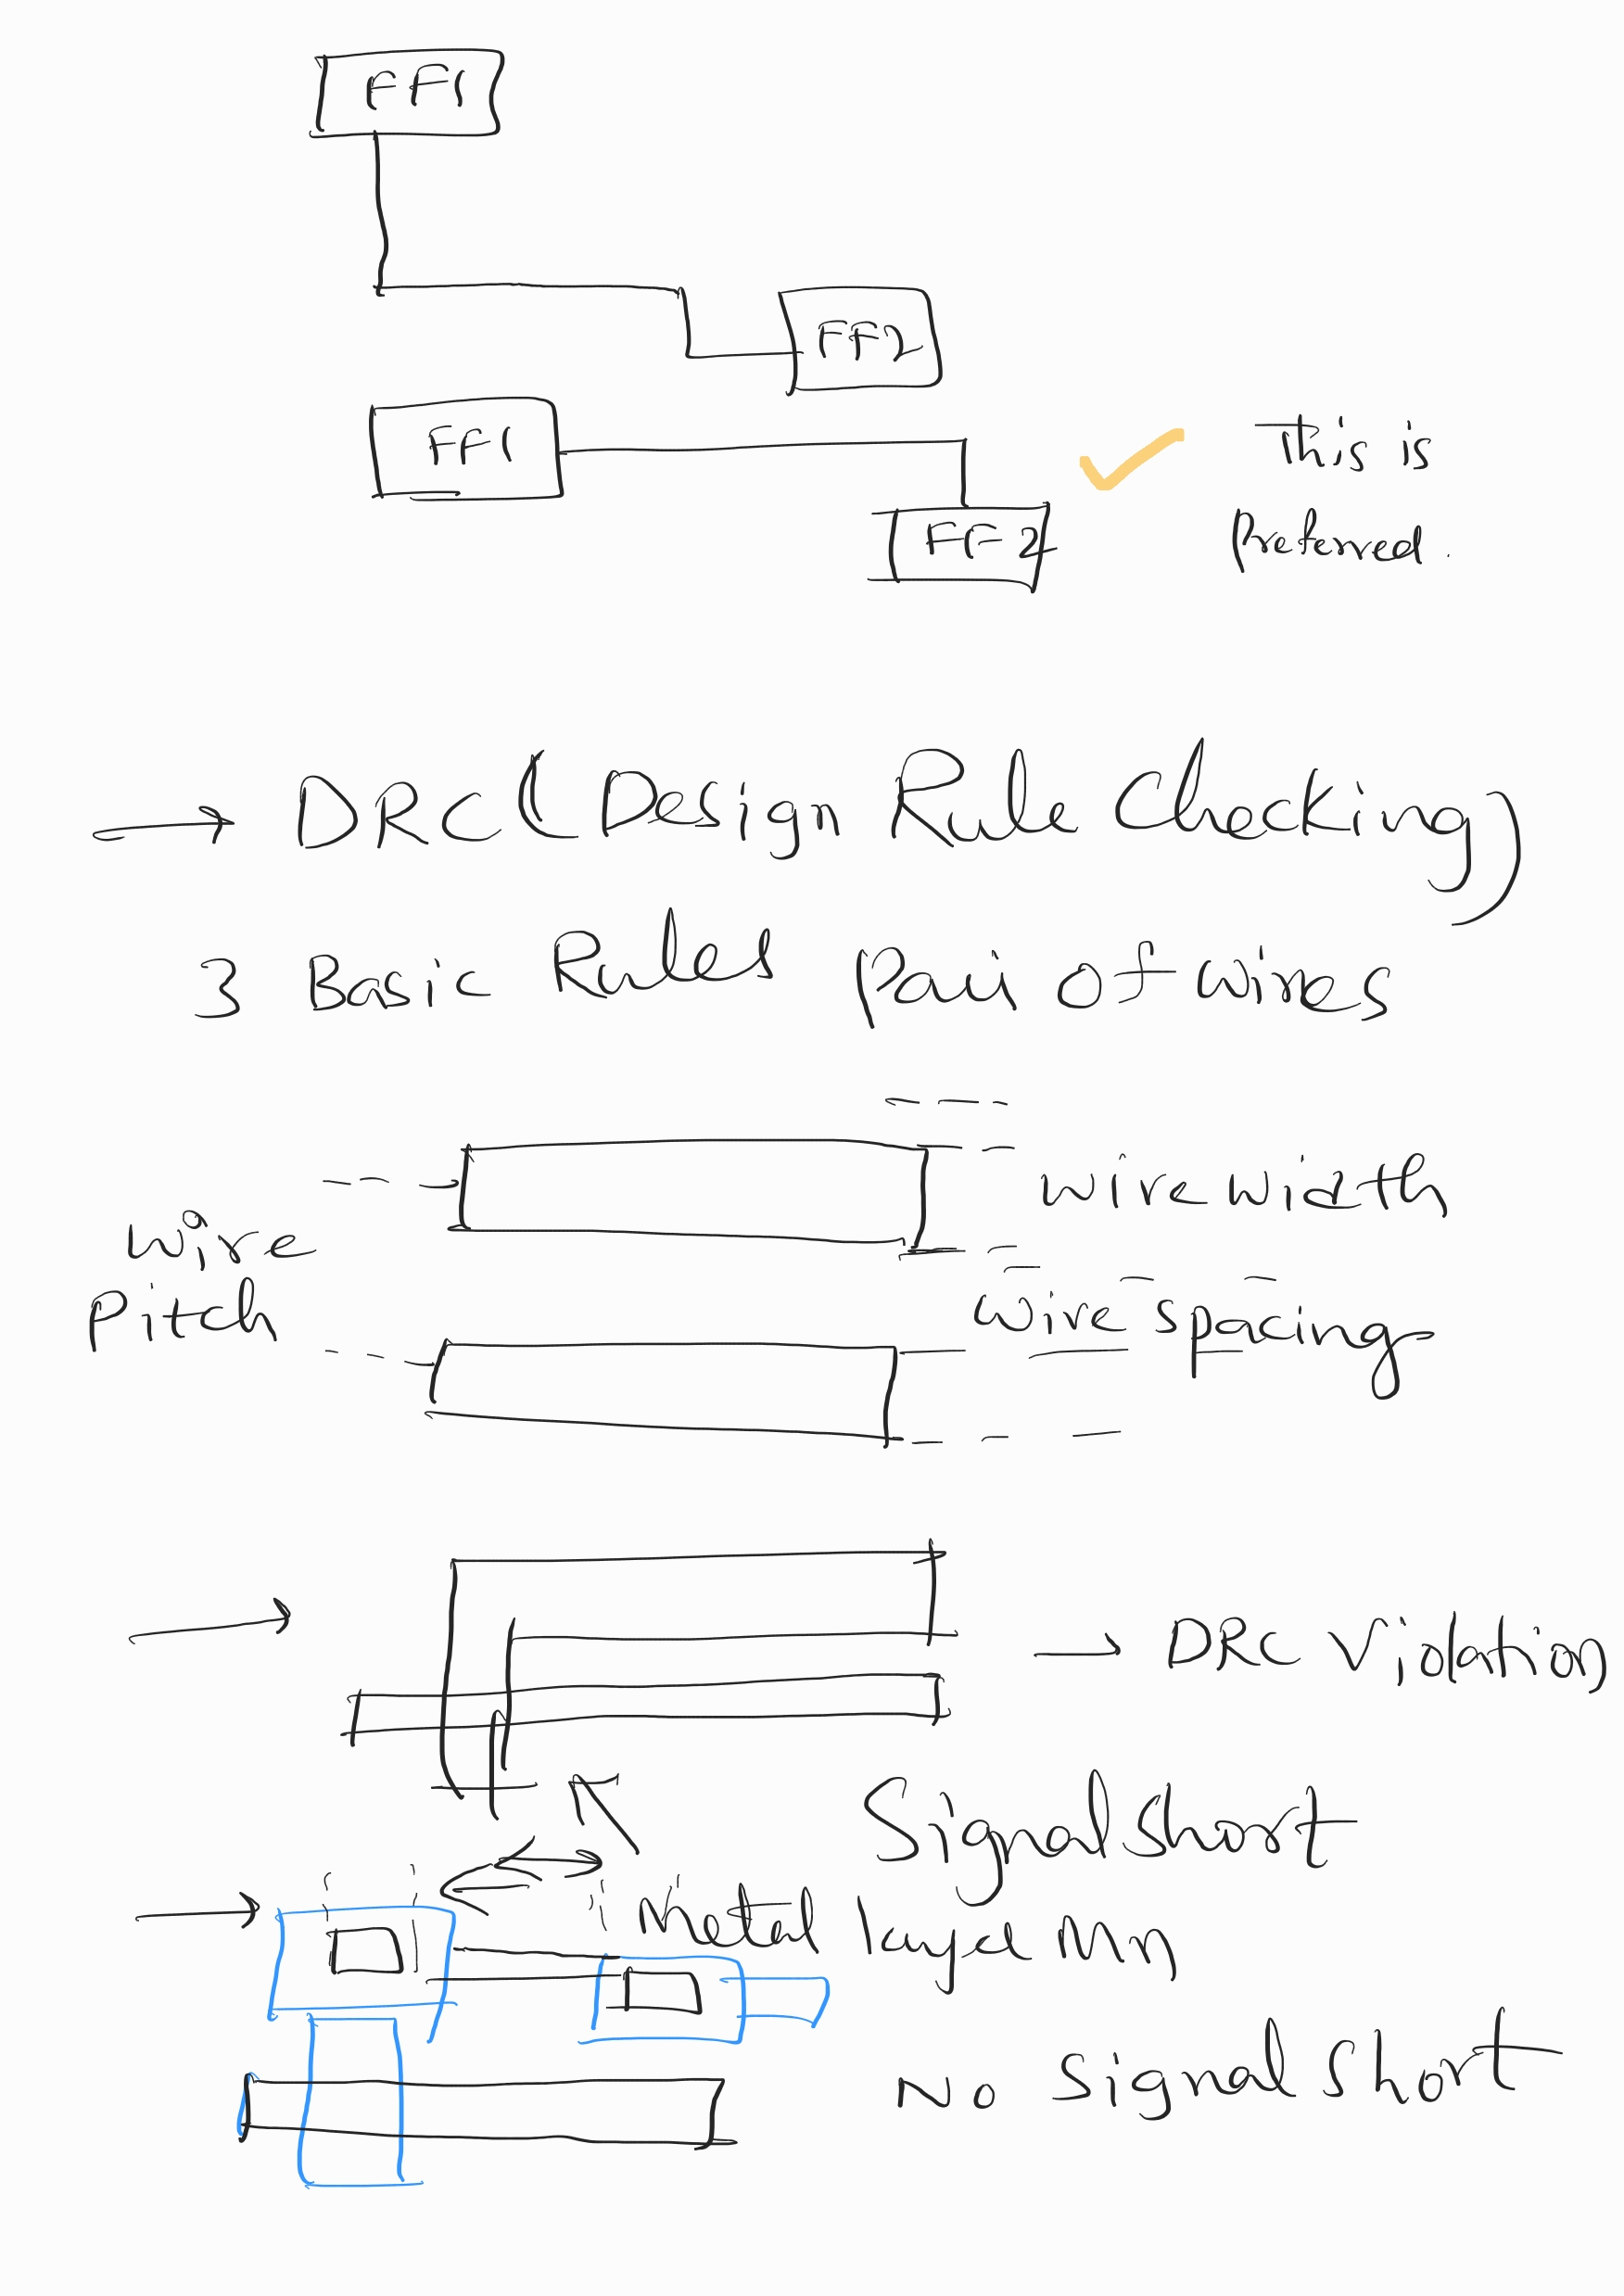 FF1
FF2
FF1
This is
FF2
Preferred.
→ DRC (Design Rule Checking)
3 Basic Rules Pair of wires
wire width
wire
Pitch
wire spacing
→ DRC Violation
Signal Short
Metal layer Mn
No Signal Short